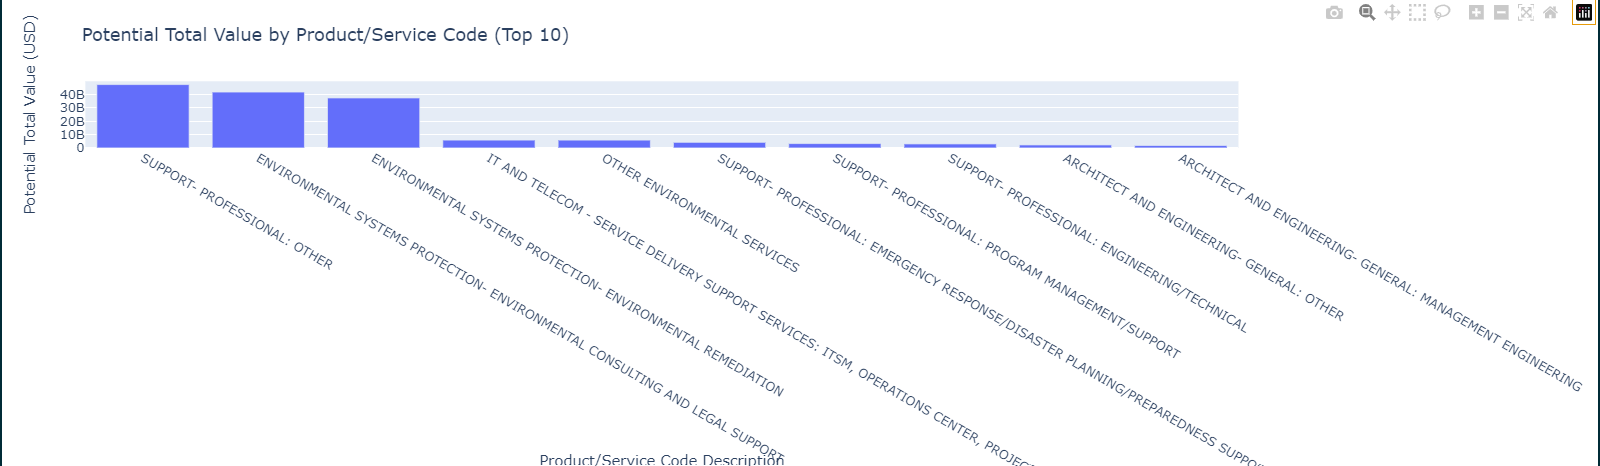 Potential Total Value by Product/Service Code (Top 10)
Potential Total Value (USD)
40B
30B
20B
10B
0
SUPPORT- PROFESSIONAL: OTHER
ENVIRONMENTAL SYSTEMS PROTECTION- ENVIRONMENTAL CONSULTING AND LEGAL SUPPORT
ENVIRONMENTAL SYSTEMS PROTECTION- ENVIRONMENTAL REMEDIATION
IT AND TELECOM - SERVICE DELIVERY SUPPORT SERVICES: ITSM, OPERATIONS CENTER,
OTHER ENVIRONMENTAL SERVICES
SUPPORT- PROFESSIONAL: EMERGENCY RESPONSE/DISASTER PLANNING/PREPAREDNESS
SUPPORT- PROFESSIONAL: PROGRAM MANAGEMENT/SUPPORT
SUPPORT- PROFESSIONAL: ENGINEERING/TECHNICAL
ARCHITECT AND ENGINEERING- GENERAL: OTHER
ARCHITECT AND ENGINEERING- GENERAL: MANAGEMENT ENGINEERING
Product/Service Code Description